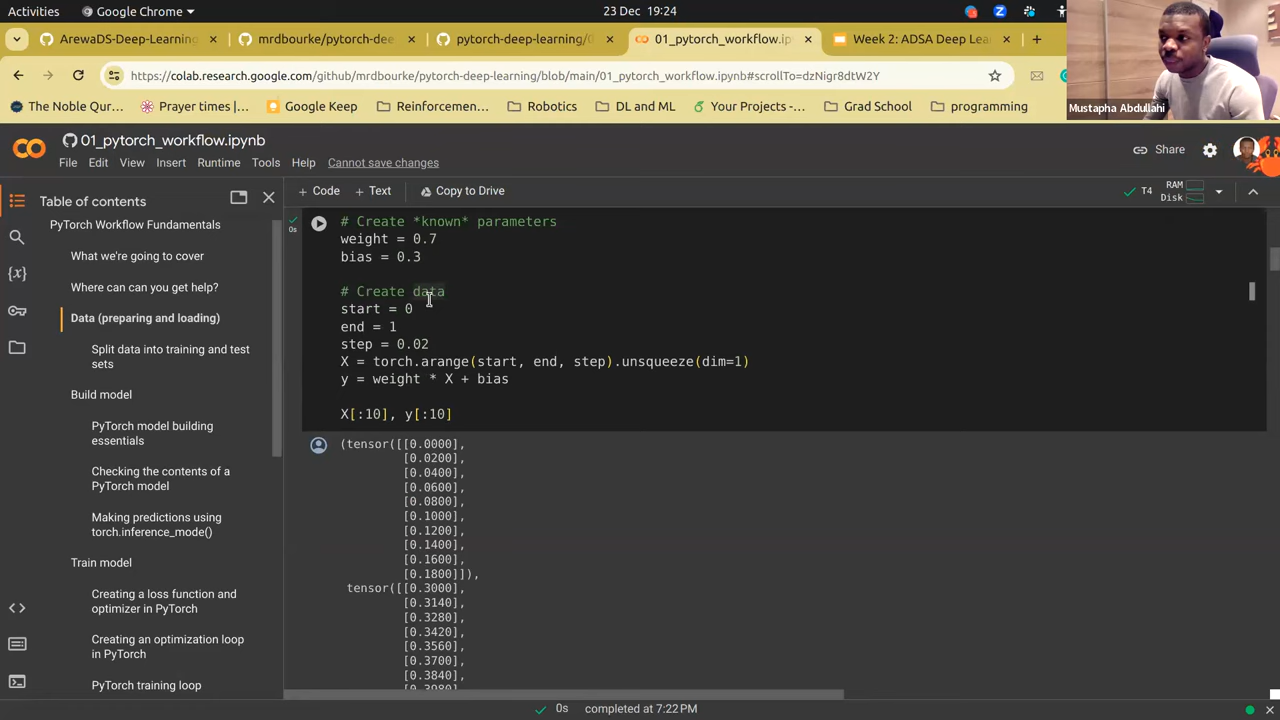 Activities
Google Chrome
23 Dec 19:24
ArewaDS-Deep-Learning
mrdbourke/pytorch-dee
pytorch-deep-learning/0
01_pytorch_workflow.ipy
Week 2: ADSA Deep Lea
https://colab.research.google.com/github/mrdbourke/pytorch-deep-learning/blob/main/01_pytorch_workflow.ipynb#scrollTo=dzNigr8dtW2Y
The Noble Qur...
Prayer times |...
Google Keep
Reinforcemen...
Robotics
DL and ML
Your Projects -...
Grad School
programming
Mustapha Abdullahi
01_pytorch_workflow.ipynb
File Edit View Insert Runtime Tools Help Cannot save changes
Share
+ Code + Text Copy to Drive
T4
RAM
Disk
Table of contents
PyTorch Workflow Fundamentals
What we're going to cover
Where can can you get help?
Data (preparing and loading)
Split data into training and test
sets
Build model
PyTorch model building
essentials
Checking the contents of a
PyTorch model
Making predictions using
torch.inference_mode()
Train model
Creating a loss function and
optimizer in PyTorch
Creating an optimization loop
in PyTorch
PyTorch training loop
{x}
0s
# Create *known* parameters
weight = 0.7
bias = 0.3
# Create data
start = 0
end = 1
step = 0.02
X = torch.arange(start, end, step).unsqueeze(dim=1)
y = weight * X + bias
X[:10], y[:10]
(tensor([[0.0000],
[0.0200],
[0.0400],
[0.0600],
[0.0800],
[0.1000],
[0.1200],
[0.1400],
[0.1600],
[0.1800]]),
tensor([[0.3000],
[0.3140],
[0.3280],
[0.3420],
[0.3560],
[0.3700],
[0.3840],
[0.3980],
0s completed at 7:22 PM